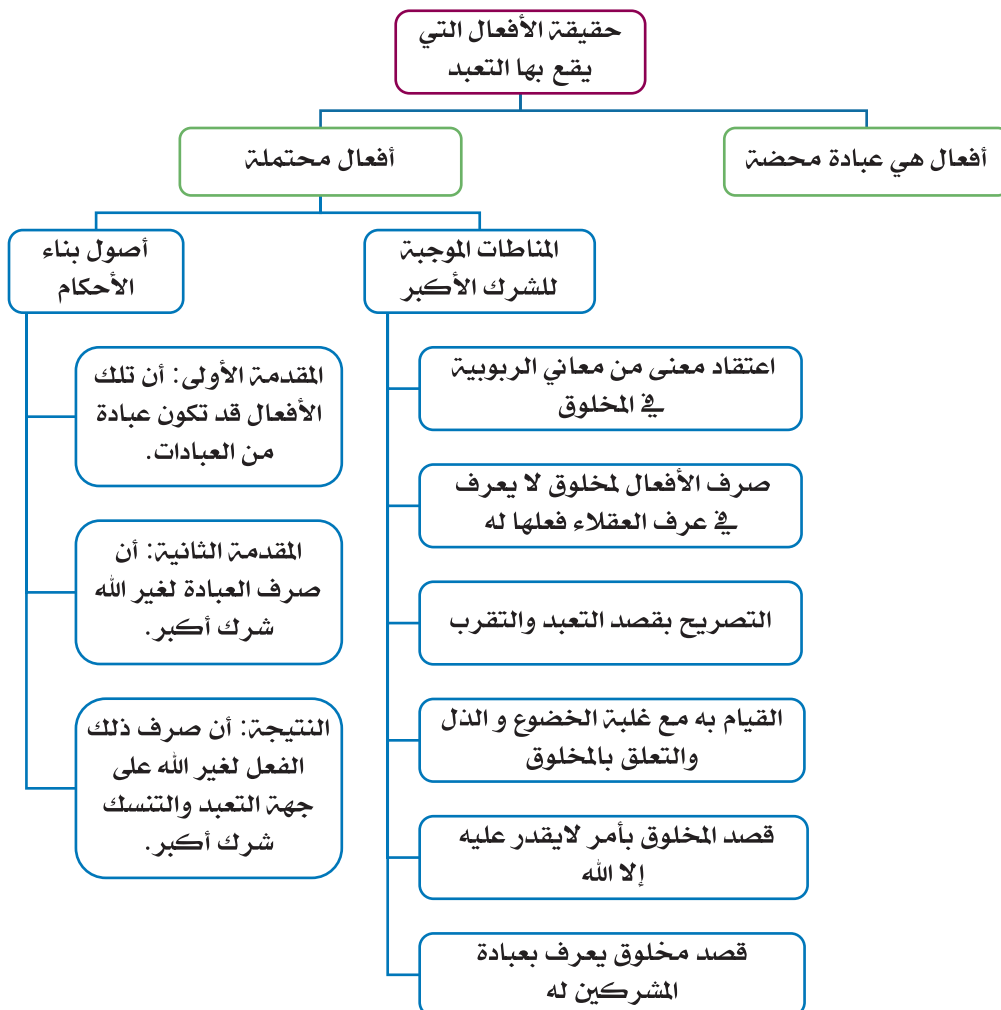 حقيقة الأفعال التي
يقع بها التعبد
أفعال هي عبادة محضة
أفعال محتملة
المناطات الموجبة
للشرك الأكبر
اعتقاد معنى من معاني الربوبية
في المخلوق
صرف الأفعال لمخلوق لا يعرف
في عرف العقلاء فعلها له
التصريح بقصد التعبد والتقرب
القيام به مع غلبة الخضوع و الذل
والتعلق بالمخلوق
قصد المخلوق بأمر لايقدر عليه
إلا الله
قصد مخلوق يعرف بعبادة
المشركين له
أصول بناء
الأحكام
المقدمة الأولى: أن تلك
الأفعال قد تكون عبادة
من العبادات.
المقدمة الثانية: أن
صرف العبادة لغير الله
شرك أكبر.
النتيجة: أن صرف ذلك
الفعل لغير الله على
جهة التعبد والتنسك
شرك أكبر.